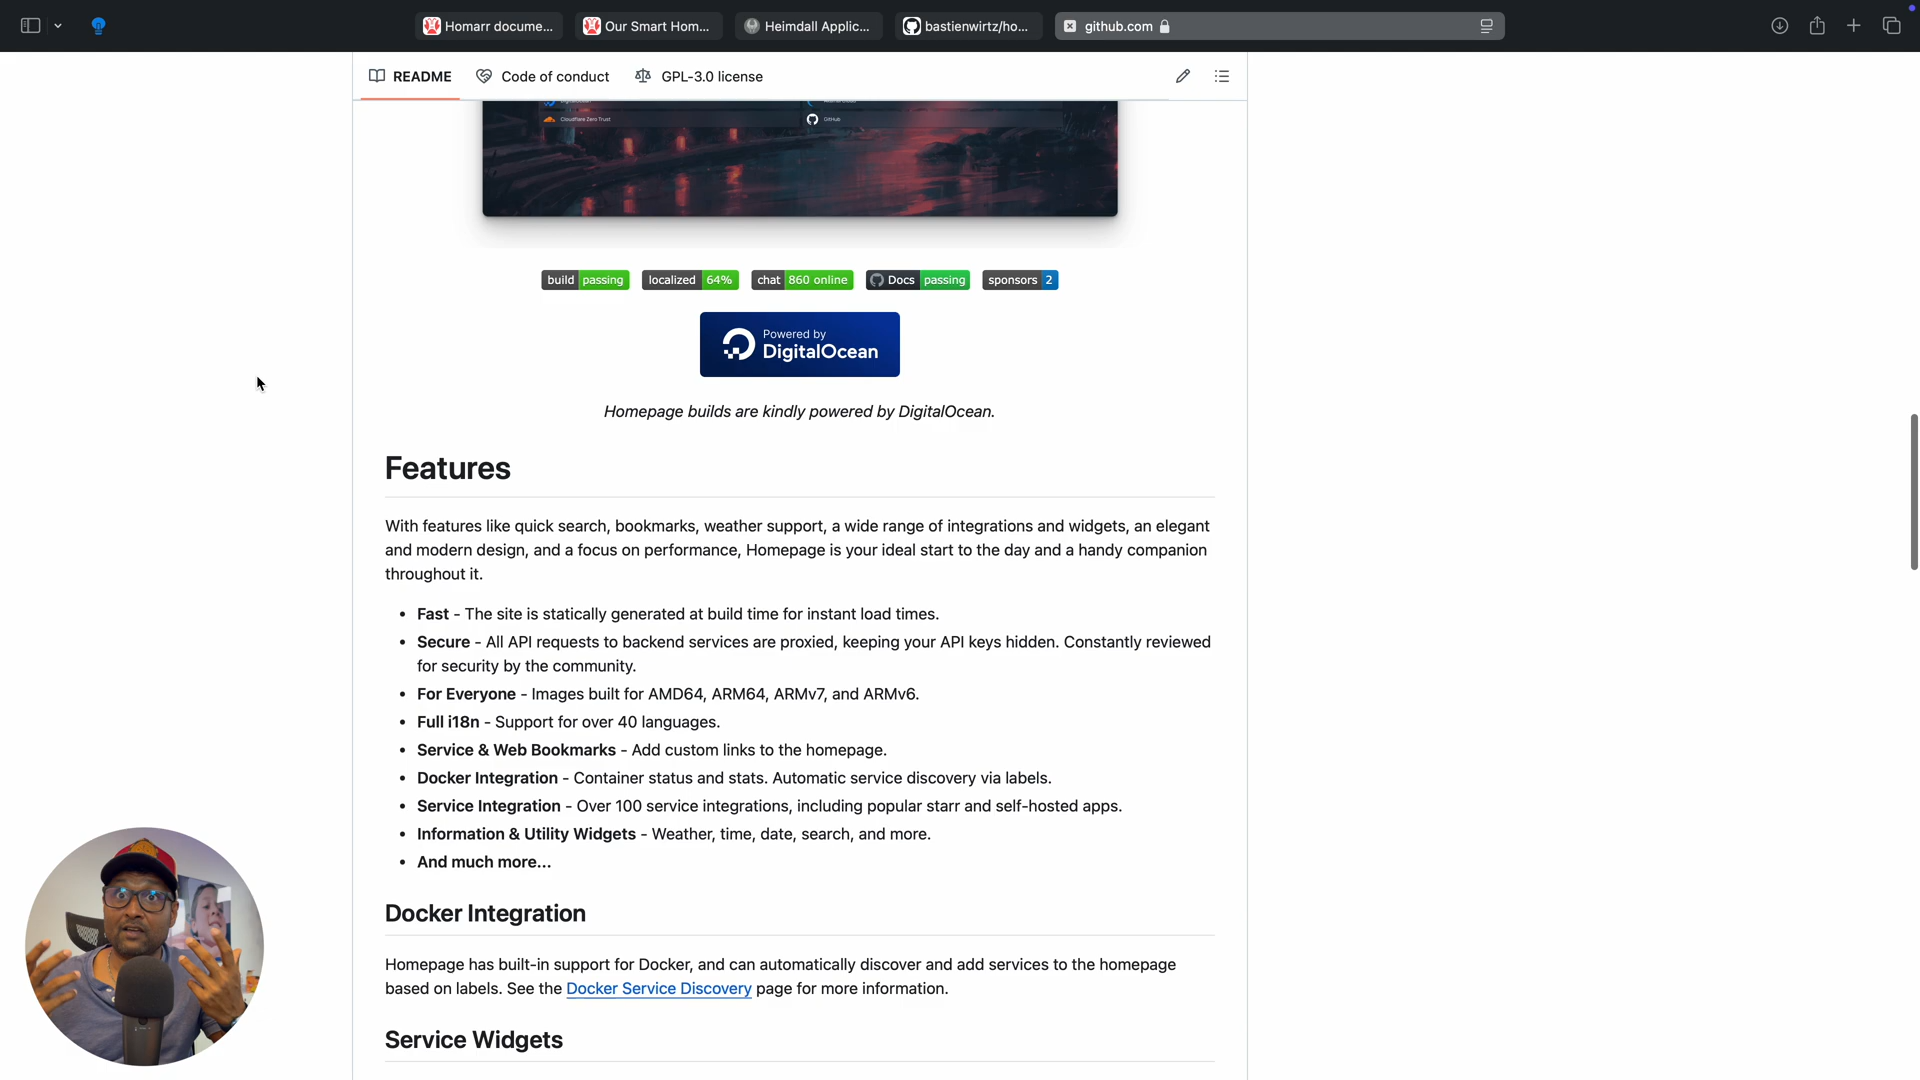 Homarr docume...
Our Smart Hom...
Heimdall Applic...
bastienwirtz/ho...
github.com
README
Code of conduct
GPL-3.0 license
Cloudflare Zero Trust
GitHub
build passing
localized 64%
chat 860 online
Docs passing
sponsors 2
Powered by
DigitalOcean
Homepage builds are kindly powered by DigitalOcean.
Features
With features like quick search, bookmarks, weather support, a wide range of integrations and widgets, an elegant
and modern design, and a focus on performance, Homepage is your ideal start to the day and a handy companion
throughout it.
• Fast - The site is statically generated at build time for instant load times.
• Secure - All API requests to backend services are proxied, keeping your API keys hidden. Constantly reviewed
for security by the community.
• For Everyone - Images built for AMD64, ARM64, ARMv7, and ARMv6.
• Full i18n - Support for over 40 languages.
• Service & Web Bookmarks - Add custom links to the homepage.
• Docker Integration - Container status and stats. Automatic service discovery via labels.
• Service Integration - Over 100 service integrations, including popular starr and self-hosted apps.
• Information & Utility Widgets - Weather, time, date, search, and more.
• And much more...
Docker Integration
Homepage has built-in support for Docker, and can automatically discover and add services to the homepage
based on labels. See the Docker Service Discovery page for more information.
Service Widgets